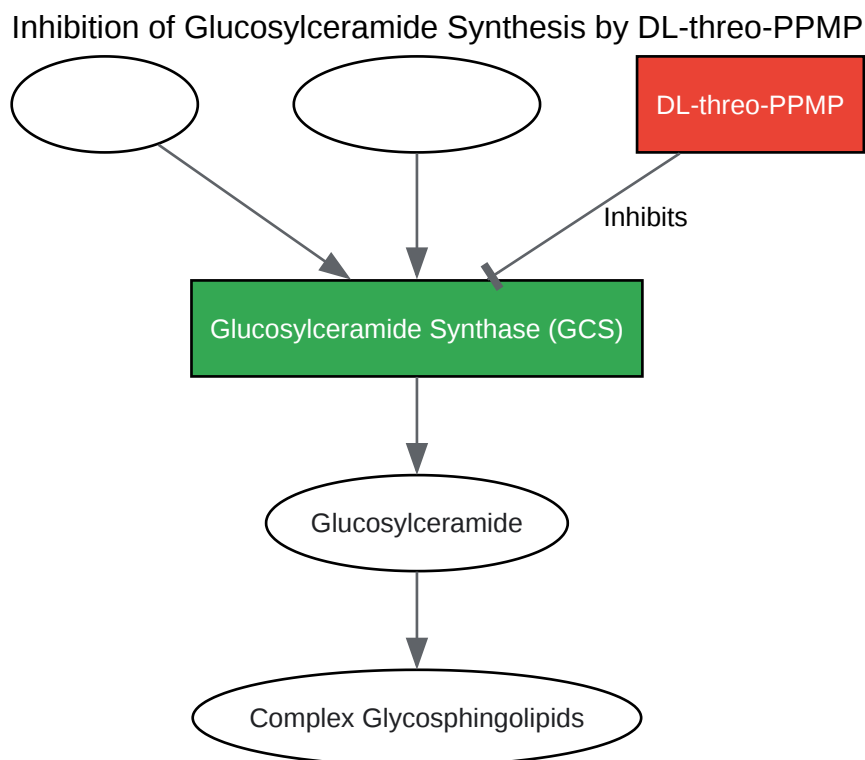 Inhibition of Glucosylceramide Synthesis by DL-threo-PPMP
DL-threo-PPMP
Inhibits
Glucosylceramide Synthase (GCS)
Glucosylceramide
Complex Glycosphingolipids